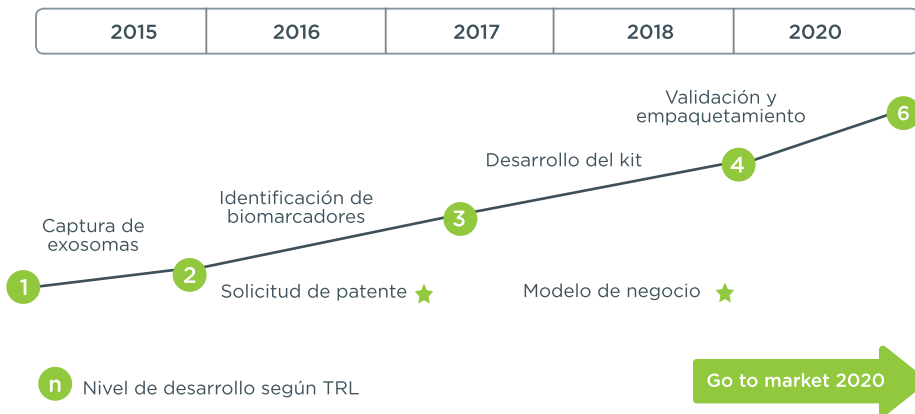 2015 2016 2017 2018 2020
Validación y
empaquetamiento
6
Desarrollo del kit
4
Identificación de
biomarcadores
3
Captura de
exosomas
2
1
Solicitud de patente
Modelo de negocio
n Nivel de desarrollo según TRL
Go to market 2020